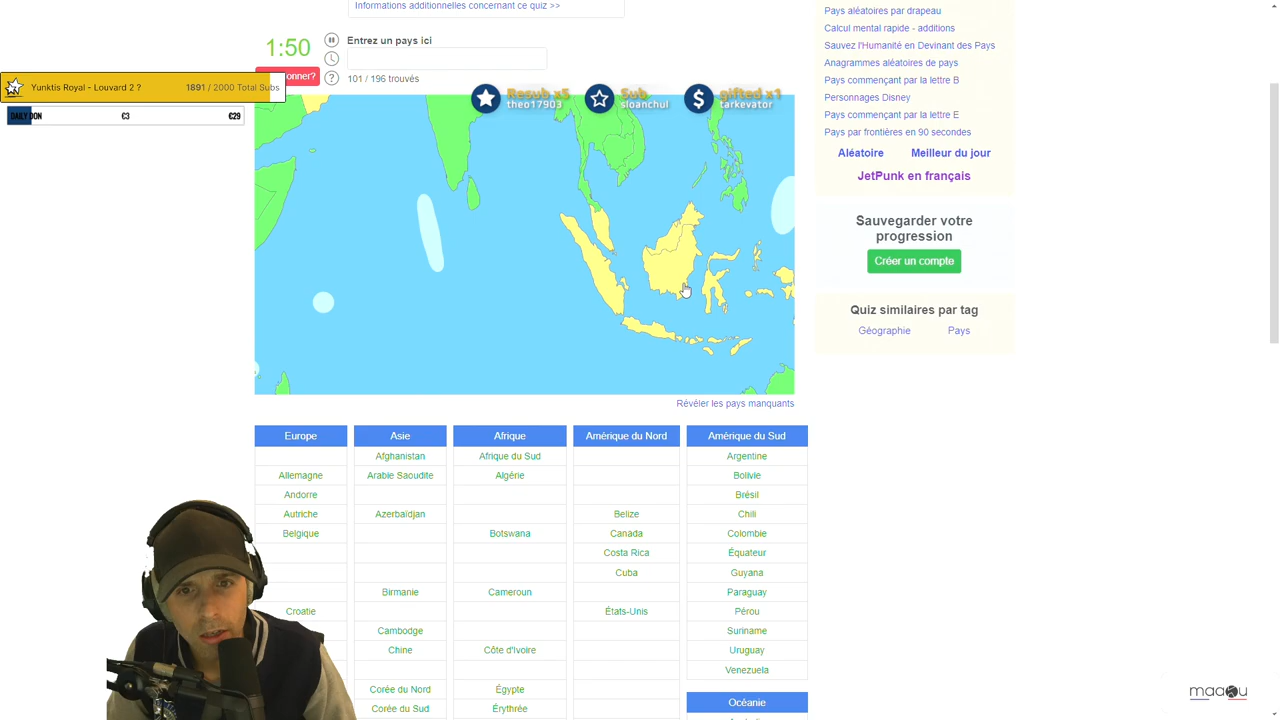 Informations additionnelles concernant ce quiz >>
1:50
Entrez un pays ici
onner?
101 / 196 trouvés
Yunktis Royal - Louvard 2 ?
1891 / 2000 Total Subs
DAILY DON
€3
€29
Resub x5
theo17903
Sub
sloanchul
gifted x1
tarkevator
Révéler les pays manquants
Europe
Allemagne
Andorre
Autriche
Belgique
Croatie
Asie
Afghanistan
Arabie Saoudite
Azerbaïdjan
Birmanie
Cambodge
Chine
Corée du Nord
Corée du Sud
Afrique
Afrique du Sud
Algérie
Botswana
Cameroun
Côte d'Ivoire
Égypte
Érythrée
Amérique du Nord
Belize
Canada
Costa Rica
Cuba
États-Unis
Amérique du Sud
Argentine
Bolivie
Brésil
Chili
Colombie
Équateur
Guyana
Paraguay
Pérou
Suriname
Uruguay
Venezuela
Océanie
Pays aléatoires par drapeau
Calcul mental rapide - additions
Sauvez l'Humanité en Devinant des Pays
Anagrammes aléatoires de pays
Pays commençant par la lettre B
Personnages Disney
Pays commençant par la lettre E
Pays par frontières en 90 secondes
Aléatoire
Meilleur du jour
JetPunk en français
Sauvegarder votre
progression
Créer un compte
Quiz similaires par tag
Géographie
Pays